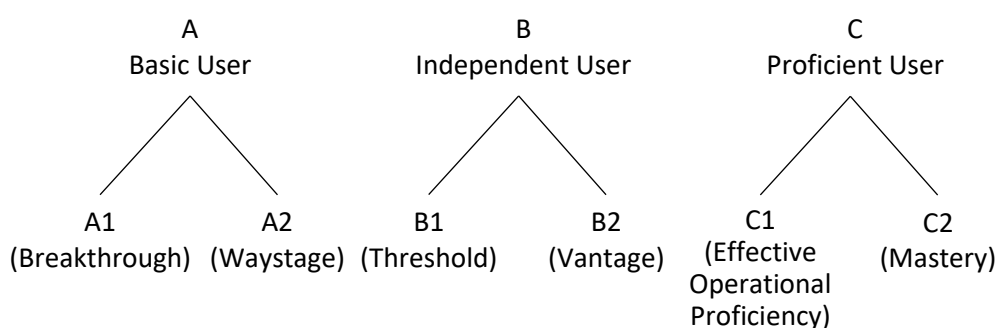 A
Basic User
B
Independent User
C
Proficient User
A1
(Breakthrough)
A2
(Waystage)
B1
(Threshold)
B2
(Vantage)
C1
(Effective
Operational
Proficiency)
C2
(Mastery)